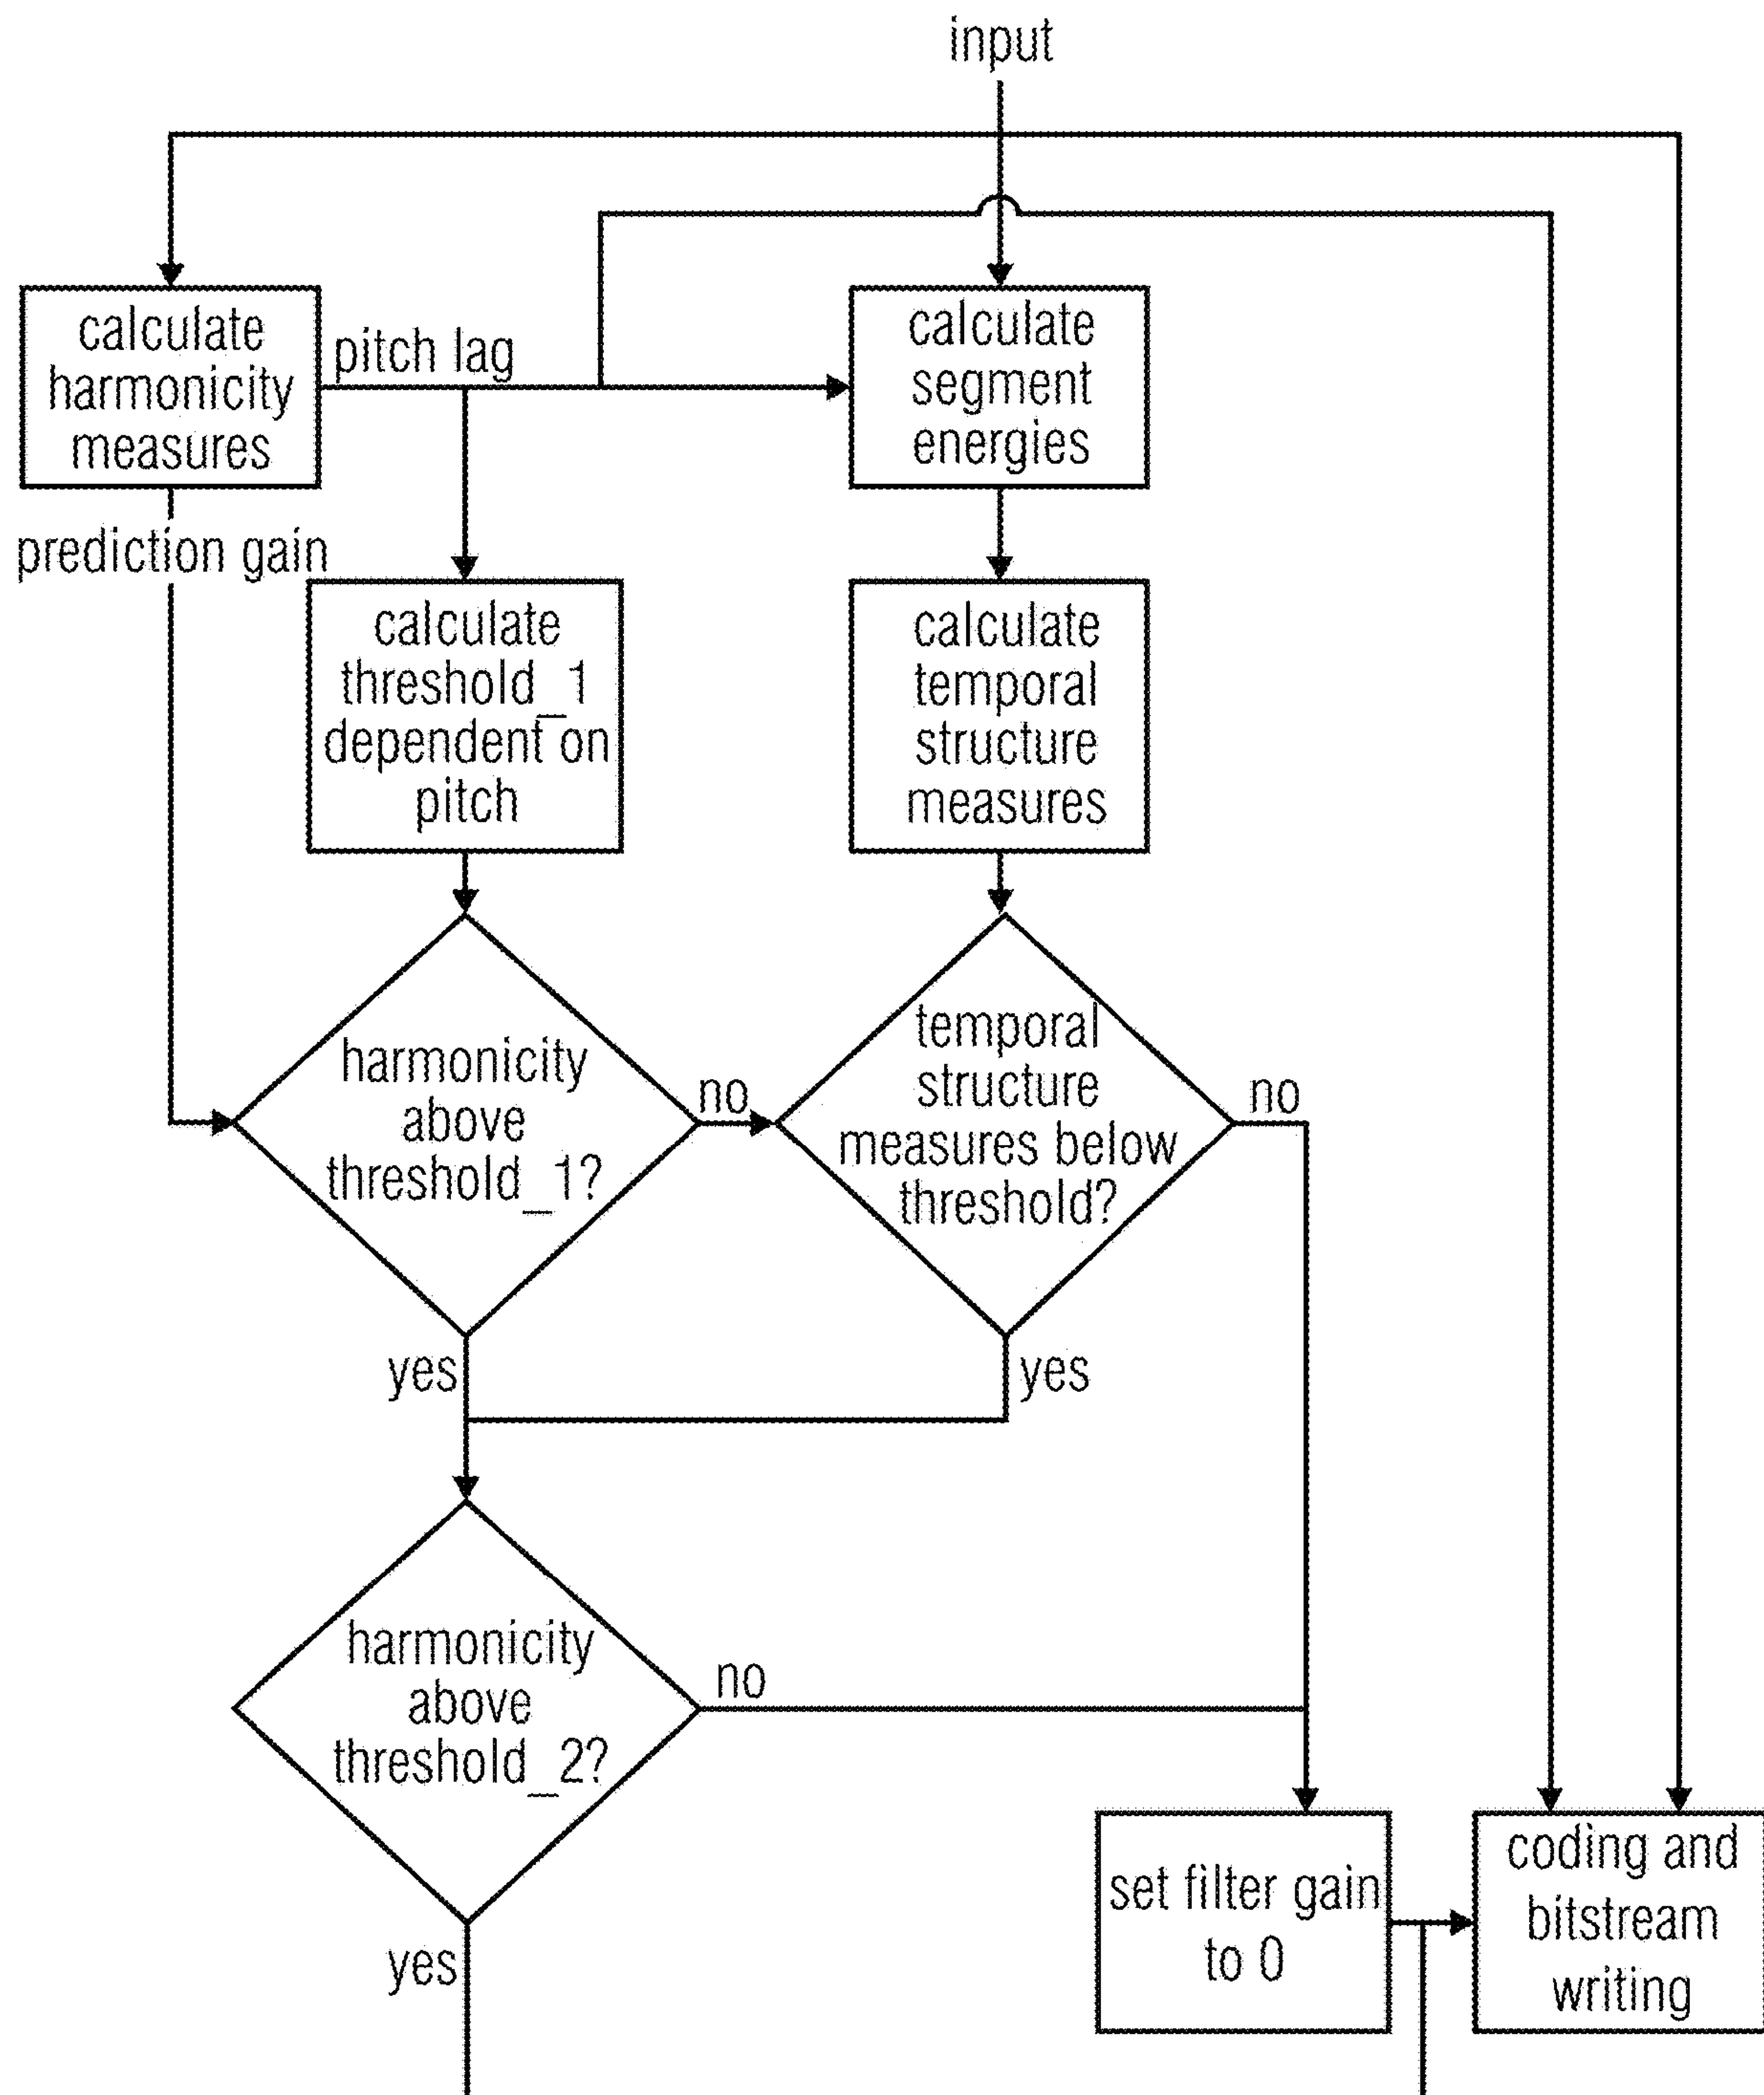 input
calculate
harmonicity
measures
pitch lag
calculate
segment
energies
prediction gain
calculate
threshold_1
dependent on
pitch
calculate
temporal
structure
measures
harmonicity
above
threshold_1?
no
temporal
structure
measures below
threshold?
no
yes
yes
harmonicity
above
threshold_2?
no
set filter gain
to 0
coding and
bitstream
writing
yes